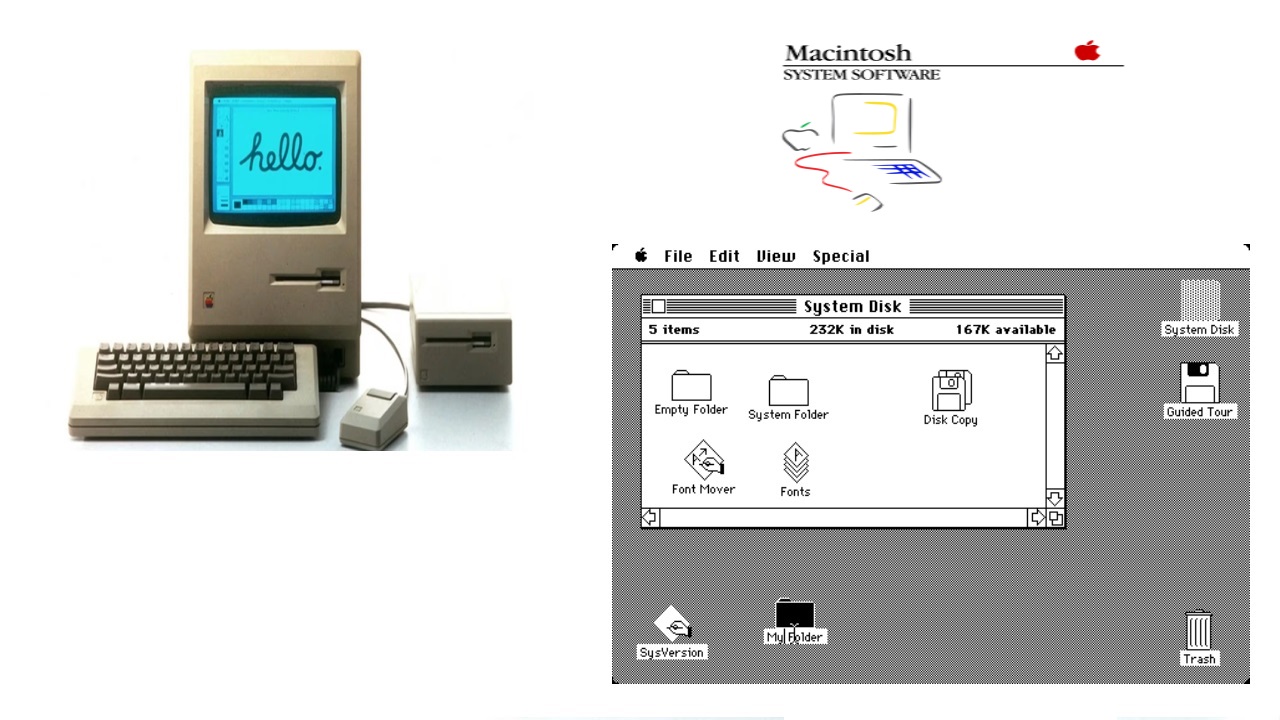 hello.
Macintosh
SYSTEM SOFTWARE
File Edit View Special
System Disk
5 items 232K in disk 167K available
System Disk
Empty Folder System Folder Disk Copy
Guided Tour
Font Mover Fonts
My Folder
SysVersion
Trash